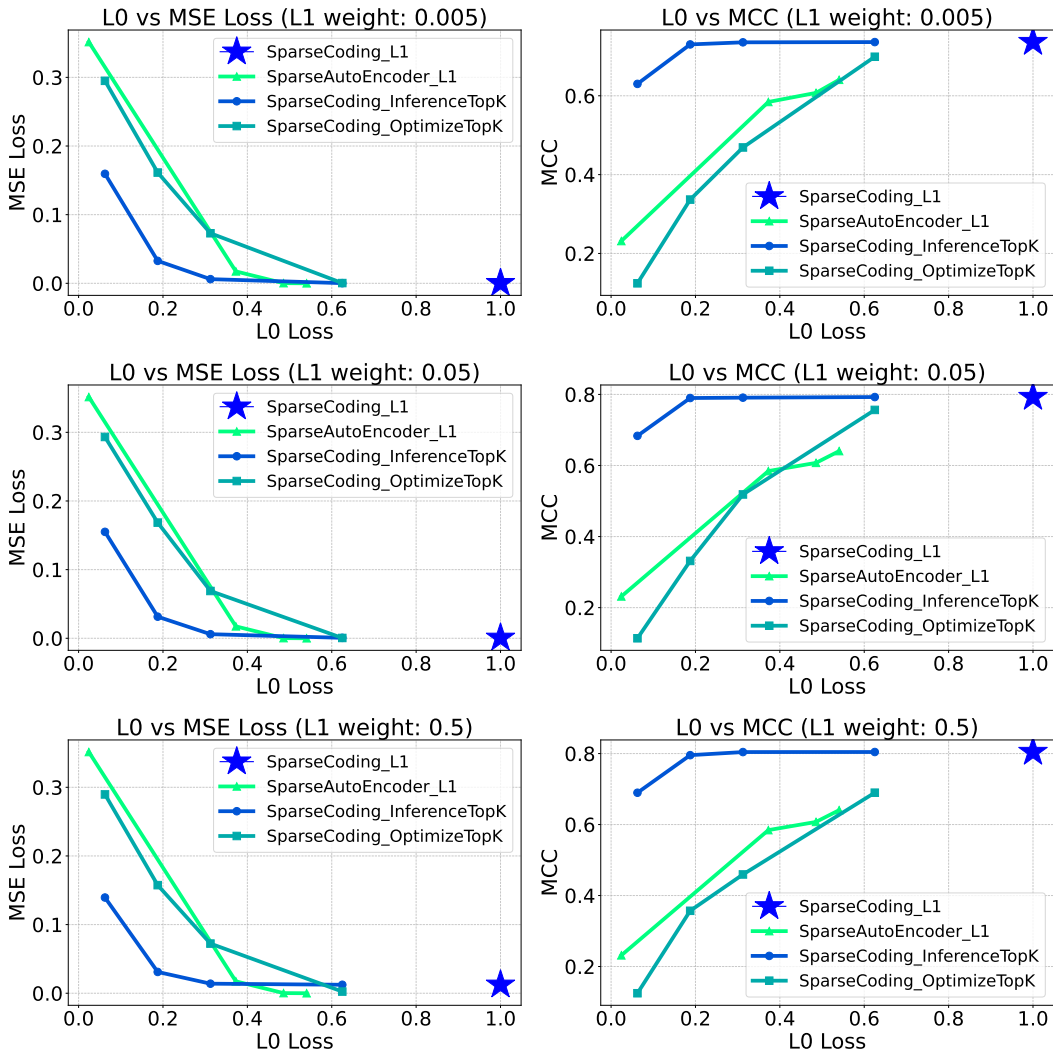 L0 vs MSE Loss (L1 weight: 0.005)
MSE Loss
0.3
0.2
0.1
0.0
SparseCoding_L1
SparseAutoEncoder_L1
SparseCoding_InferenceTopK
SparseCoding_OptimizeTopK
0.0 0.2 0.4 0.6 0.8 1.0
L0 Loss
L0 vs MCC (L1 weight: 0.005)
MCC
0.6
0.4
0.2
SparseCoding_L1
SparseAutoEncoder_L1
SparseCoding_InferenceTopK
SparseCoding_OptimizeTopK
0.0 0.2 0.4 0.6 0.8 1.0
L0 Loss
L0 vs MSE Loss (L1 weight: 0.05)
MSE Loss
0.3
0.2
0.1
0.0
SparseCoding_L1
SparseAutoEncoder_L1
SparseCoding_InferenceTopK
SparseCoding_OptimizeTopK
0.0 0.2 0.4 0.6 0.8 1.0
L0 Loss
L0 vs MCC (L1 weight: 0.05)
MCC
0.8
0.6
0.4
0.2
SparseCoding_L1
SparseAutoEncoder_L1
SparseCoding_InferenceTopK
SparseCoding_OptimizeTopK
0.0 0.2 0.4 0.6 0.8 1.0
L0 Loss
L0 vs MSE Loss (L1 weight: 0.5)
MSE Loss
0.3
0.2
0.1
0.0
SparseCoding_L1
SparseAutoEncoder_L1
SparseCoding_InferenceTopK
SparseCoding_OptimizeTopK
0.0 0.2 0.4 0.6 0.8 1.0
L0 Loss
L0 vs MCC (L1 weight: 0.5)
MCC
0.8
0.6
0.4
0.2
SparseCoding_L1
SparseAutoEncoder_L1
SparseCoding_InferenceTopK
SparseCoding_OptimizeTopK
0.0 0.2 0.4 0.6 0.8 1.0
L0 Loss